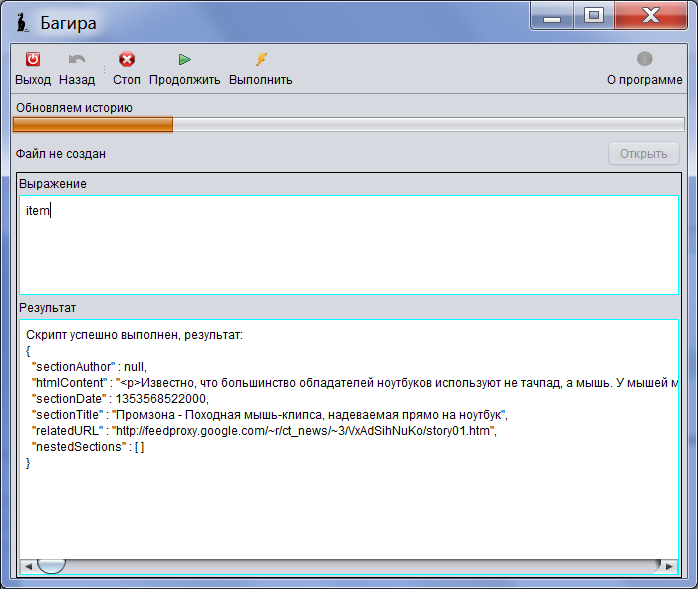 Багира
Выход Назад Стоп Продолжить Выполнить О программе
Обновляем историю
Файл не создан Открыть
Выражение
item
Результат
Скрипт успешно выполнен, результат:
{
"sectionAuthor" : null,
"htmlContent" : "<p>Известно, что большинство обладателей ноутбуков используют не тачпад, а мышь. У мышей м
"sectionDate" : 1353568522000,
"sectionTitle" : "Промзона - Походная мышь-клипса, надеваемая прямо на ноутбук",
"relatedURL" : "http://feedproxy.google.com/~r/ct_news/~3/VxAdSihNuKo/story01.htm",
"nestedSections" : [ ]
}